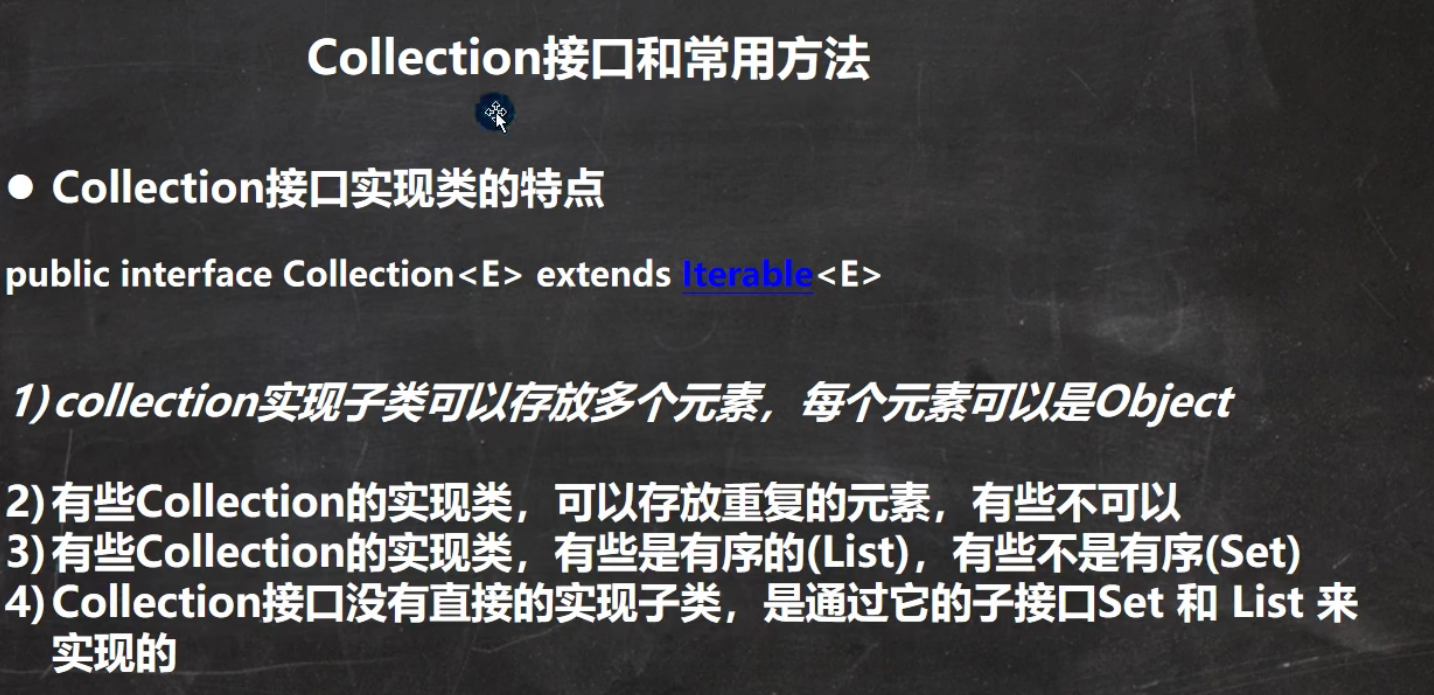 Collection接口和常用方法
● Collection接口实现类的特点
public interface Collection<E> extends Iterable<E>
1)collection实现子类可以存放多个元素，每个元素可以是Object
2)有些Collection的实现类，可以存放重复的元素，有些不可以
3)有些Collection的实现类，有些是有序的(List)，有些不是有序(Set)
4)Collection接口没有直接的实现子类，是通过它的子接口Set 和 List 来
实现的